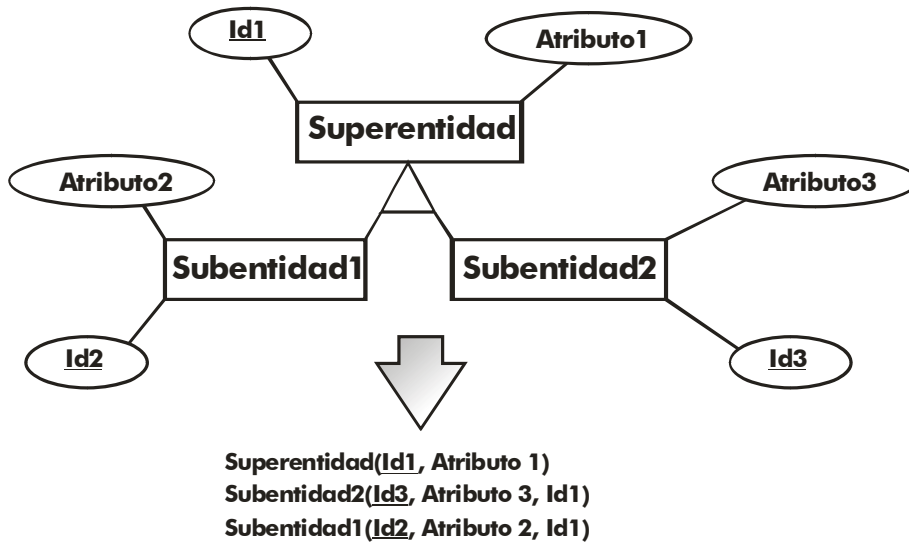 Id1
Atributo1
Superentidad
Atributo2
Atributo3
Subentidad1
Subentidad2
Id2
Id3
Superentidad(Id1, Atributo 1)
Subentidad2(Id3, Atributo 3, Id1)
Subentidad1(Id2, Atributo 2, Id1)